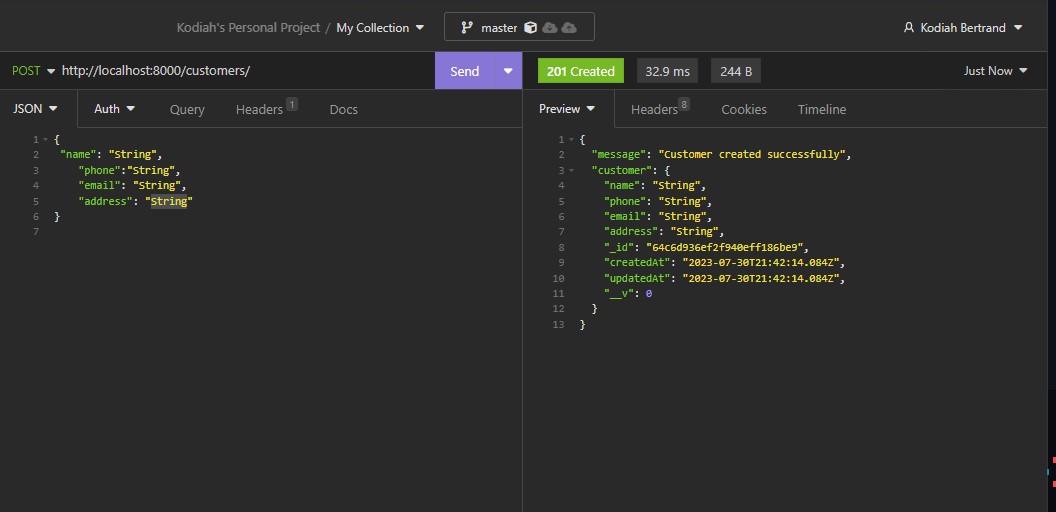 Kodiah's Personal Project / My Collection master Kodiah Bertrand
POST http://localhost:8000/customers/ Send 201 Created 32.9 ms 244 B Just Now
JSON Auth Query Headers 1 Docs
1 {
2 "name": "String",
3 "phone":"String",
4 "email": "String",
5 "address": "String"
6 }
7
Preview Headers 8 Cookies Timeline
1 {
2 "message": "Customer created successfully",
3 "customer": {
4 "name": "String",
5 "phone": "String",
6 "email": "String",
7 "address": "String",
8 "_id": "64c6d936ef2f940eff186be9",
9 "createdAt": "2023-07-30T21:42:14.084Z",
10 "updatedAt": "2023-07-30T21:42:14.084Z",
11 "__v": 0
12 }
13 }